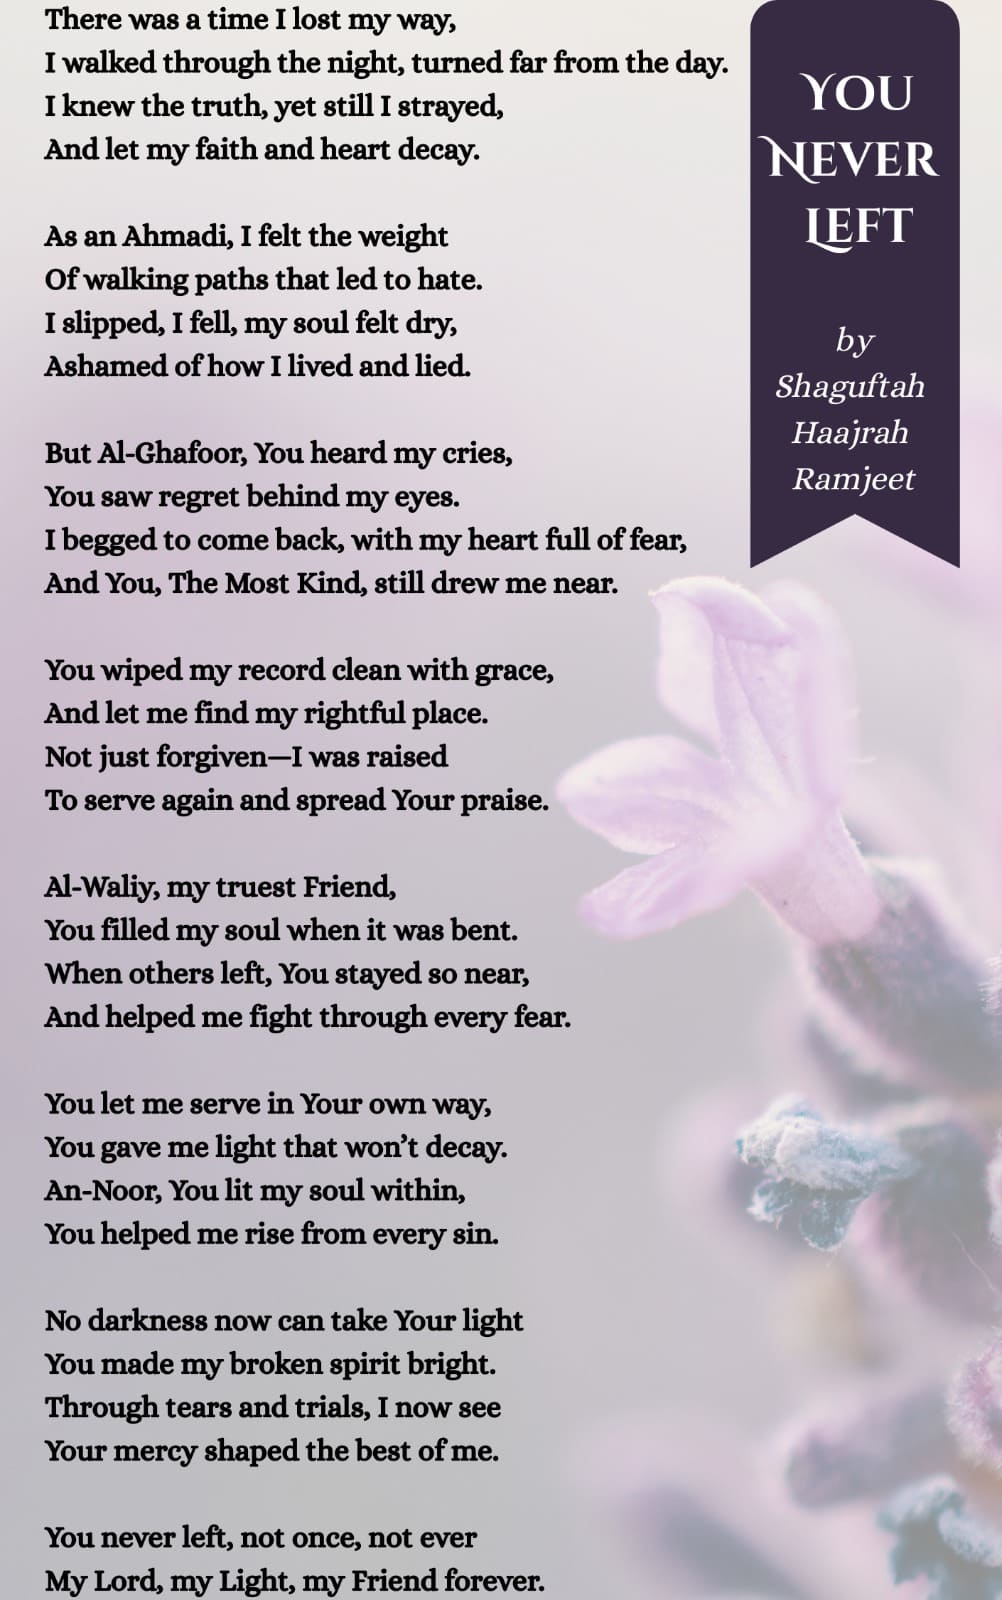 There was a time I lost my way,
I walked through the night, turned far from the day.
I knew the truth, yet still I strayed,
And let my faith and heart decay.

As an Ahmadi, I felt the weight
Of walking paths that led to hate.
I slipped, I fell, my soul felt dry,
Ashamed of how I lived and lied.

But Al-Ghafoor, You heard my cries,
You saw regret behind my eyes.
I begged to come back, with my heart full of fear,
And You, The Most Kind, still drew me near.

You wiped my record clean with grace,
And let me find my rightful place.
Not just forgiven—I was raised
To serve again and spread Your praise.

Al-Waliy, my truest Friend,
You filled my soul when it was bent.
When others left, You stayed so near,
And helped me fight through every fear.

You let me serve in Your own way,
You gave me light that won’t decay.
An-Noor, You lit my soul within,
You helped me rise from every sin.

No darkness now can take Your light
You made my broken spirit bright.
Through tears and trials, I now see
Your mercy shaped the best of me.

You never left, not once, not ever
My Lord, my Light, my Friend forever.

YOU
NEVER
LEFT

by
Shaguftah
Haajrah
Ramjeet